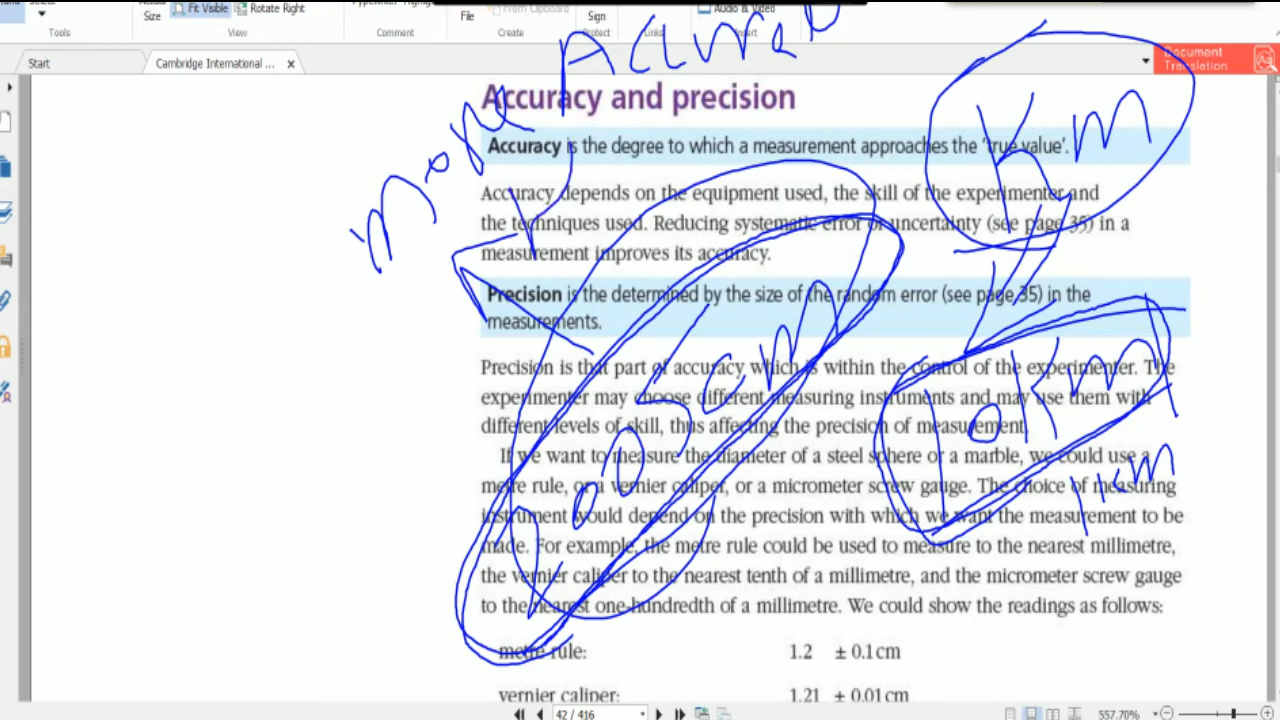 Size
Fit Visible
Rotate Right
File
From Clipboard
Sign
Audio & Video
Tools
View
Comment
Create
Protect
Links
Insert
Start
Cambridge International ...
Document
Translation
more
Km
Accuracy and precision
Accuracy is the degree to which a measurement approaches the 'true value'.
Accuracy depends on the equipment used, the skill of the experimenter and
the techniques used. Reducing systematic error or uncertainty (see page 35) in a
measurement improves its accuracy.
Precision is the determined by the size of the random error (see page 35) in the
measurements.
Precision is that part of accuracy which is within the control of the experimenter. The
experimenter may choose different measuring instruments and may use them with
different levels of skill, thus affecting the precision of measurement.
If we want to measure the diameter of a steel sphere or a marble, we could use a
metre rule, or a vernier caliper, or a micrometer screw gauge. The choice of measuring
instrument would depend on the precision with which we want the measurement to be
made. For example, the metre rule could be used to measure to the nearest millimetre,
the vernier caliper to the nearest tenth of a millimetre, and the micrometer screw gauge
to the nearest one-hundredth of a millimetre. We could show the readings as follows:
metre rule: 1.2 ± 0.1 cm
vernier caliper: 1.21 ± 0.01 cm
10Km
1Km
42 / 416
557.70%